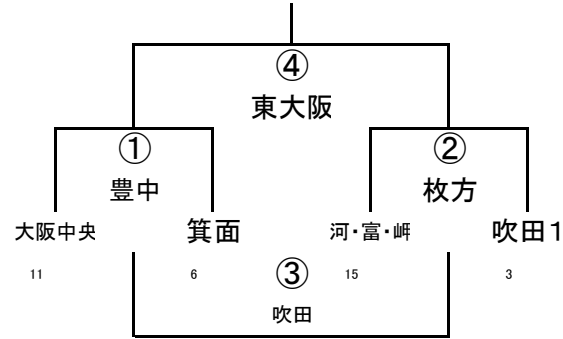 ④
東大阪
① ②
豊中 枚方
大阪中央 箕面 河・富・岬 吹田1
11 6 ③ 15 3
吹田